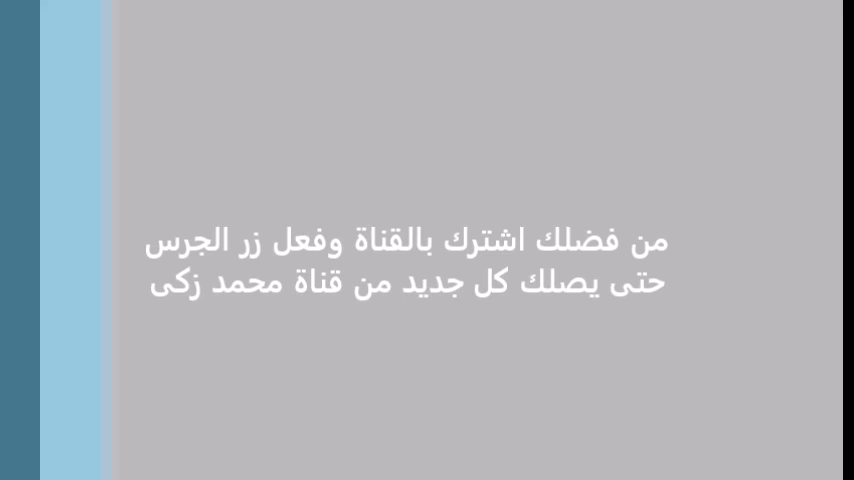 من فضلك اشترك بالقناة وفعل زر الجرس
حتى يصلك كل جديد من قناة محمد زكى